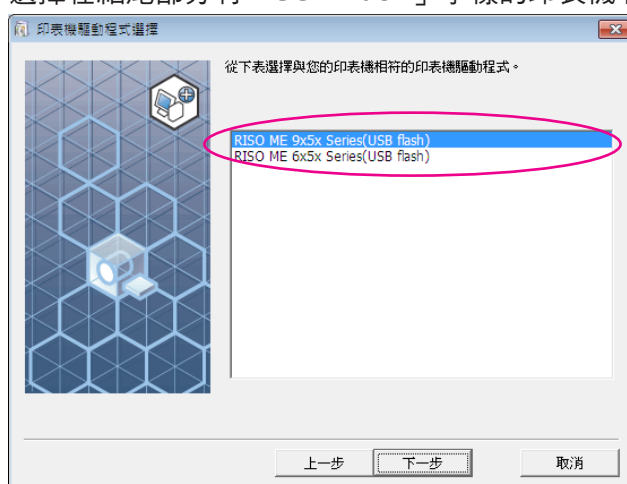 印表機驅動程式選擇
從下表選擇與您的印表機相符的印表機驅動程式。
RISO ME 9x5x Series(USB flash)
RISO ME 6x5x Series(USB flash)
上一步
下一步
取消